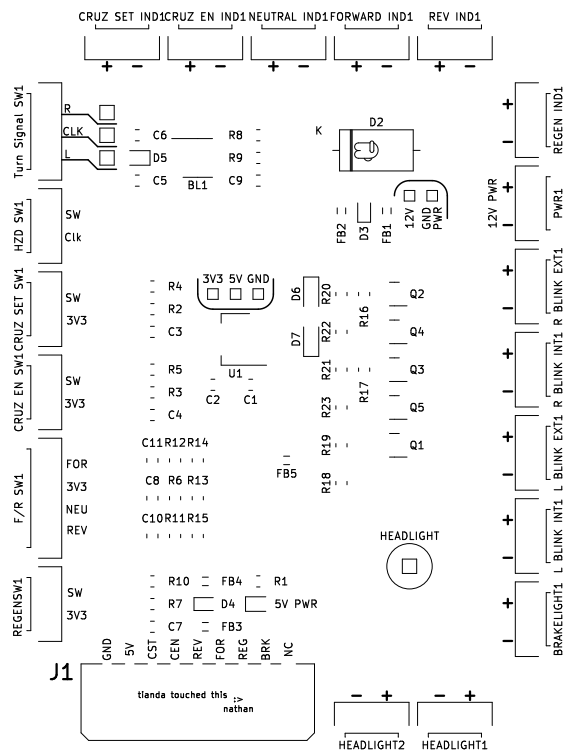 CRUZ SET IND1
CRUZ EN IND1
NEUTRAL IND1
FORWARD IND1
REV IND1
+ − + − + − + − + −
Turn Signal SW1
R
CLK
L
C6
D5
C5
BL1
R8
R9
C9
K
D2
+
−
REGEN IND1
HZD SW1
SW
Clk
FB2
D3
FB1
12V
GND
PWR
12V PWR
+
−
PWR1
CRUZ SET SW1
SW
3V3
R4
R2
C3
3V3 5V GND
U1
D6
D7
R20
R16
R22
Q2
Q4
+
−
R BLINK EXT1
CRUZ EN SW1
SW
3V3
R5
R3
C4
C2
C1
R21
R17
R23
Q3
Q5
+
−
R BLINK INT1
F/R SW1
FOR
3V3
NEU
REV
C11 R12 R14
C8 R6 R13
C10 R11 R15
FB5
R19
R18
Q1
+
−
L BLINK EXT1
HEADLIGHT
+
−
L BLINK INT1
REGENSW1
SW
3V3
R10 FB4 R1
R7 D4 5V PWR
C7 FB3
+
−
BRAKELIGHT1
J1
GND
5V
CST
CEN
REV
FOR
REG
BRK
NC
tianda touched this :>
nathan
− + − +
HEADLIGHT2
HEADLIGHT1